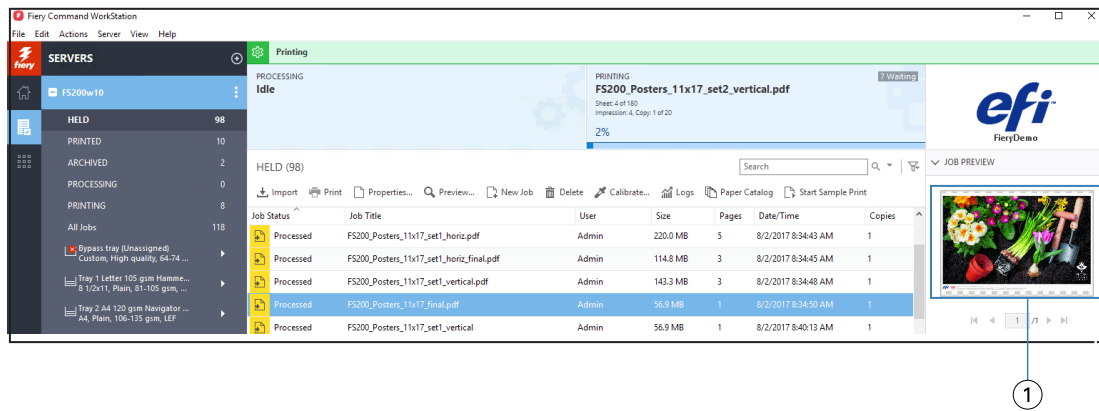 Fiery Command WorkStation
File Edit Actions Server View Help
fiery
SERVERS
Printing
FS200w10
HELD 98
PRINTED 10
ARCHIVED 2
PROCESSING 0
PRINTING 8
All Jobs 118
Bypass tray (Unassigned)
Custom, High quality, 64-74 ...
Tray 1 Letter 105 gsm Hamme...
8 1/2x11, Plain, 81-105 gsm, ...
Tray 2 A4 120 gsm Navigator ...
A4, Plain, 106-135 gsm, LEF
PROCESSING
Idle
PRINTING
7 Waiting
FS200_Posters_11x17_set2_vertical.pdf
Sheet: 4 of 180
Impression: 4, Copy: 1 of 20
2%
HELD (98)
Search
Import Print Properties... Preview... New Job Delete Calibrate... Logs Paper Catalog Start Sample Print
Job Status Job Title User Size Pages Date/Time Copies
Processed FS200_Posters_11x17_set1_horiz.pdf Admin 220.0 MB 5 8/2/2017 8:34:43 AM 1
Processed FS200_Posters_11x17_set1_horiz_final.pdf Admin 114.8 MB 3 8/2/2017 8:34:45 AM 1
Processed FS200_Posters_11x17_set1_vertical.pdf Admin 143.3 MB 3 8/2/2017 8:34:48 AM 1
Processed FS200_Posters_11x17_final.pdf Admin 56.9 MB 1 8/2/2017 8:34:50 AM 1
Processed FS200_Posters_11x17_set1_vertical Admin 56.9 MB 1 8/2/2017 8:40:13 AM 1
efi
FieryDemo
JOB PREVIEW
1 /1
1